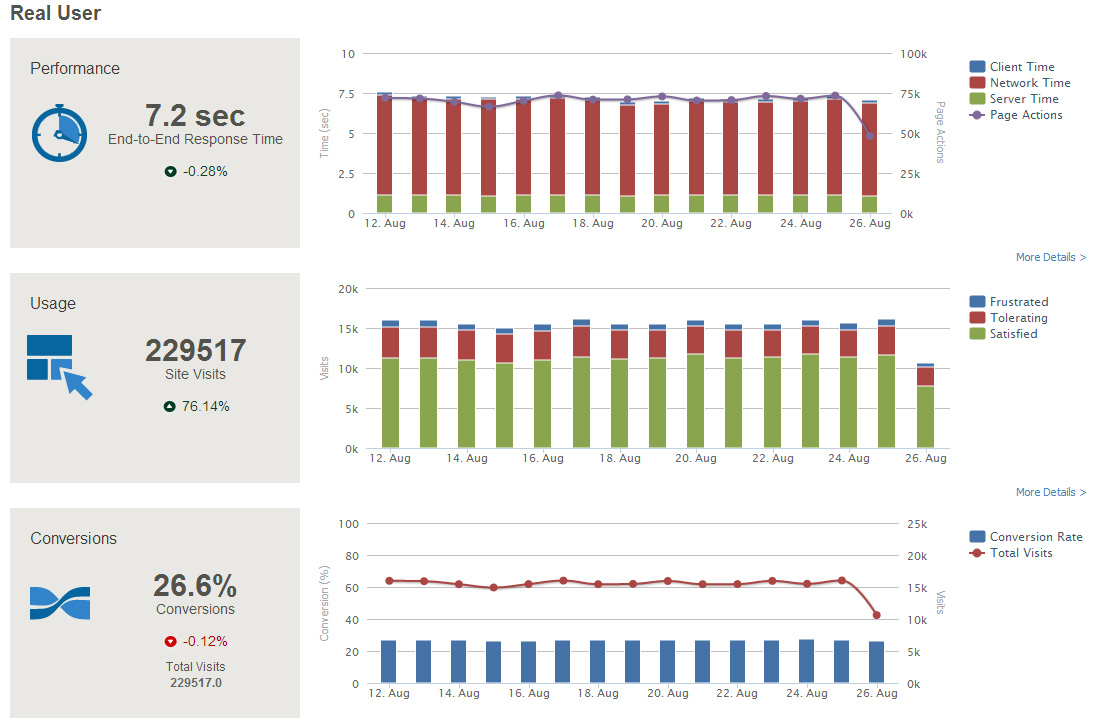 Real User
Performance
7.2 sec
End-to-End Response Time
-0.28%
10
7.5
5
2.5
0
Time (sec)
100k
75k
50k
25k
0k
Page Actions
12. Aug 14. Aug 16. Aug 18. Aug 20. Aug 22. Aug 24. Aug 26. Aug
Client Time
Network Time
Server Time
Page Actions
More Details >
Usage
229517
Site Visits
76.14%
20k
15k
10k
5k
0k
Visits
12. Aug 14. Aug 16. Aug 18. Aug 20. Aug 22. Aug 24. Aug 26. Aug
Frustrated
Tolerating
Satisfied
More Details >
Conversions
26.6%
Conversions
-0.12%
Total Visits
229517.0
100
80
60
40
20
0
Conversion (%)
25k
20k
15k
10k
5k
0k
Visits
12. Aug 14. Aug 16. Aug 18. Aug 20. Aug 22. Aug 24. Aug 26. Aug
Conversion Rate
Total Visits